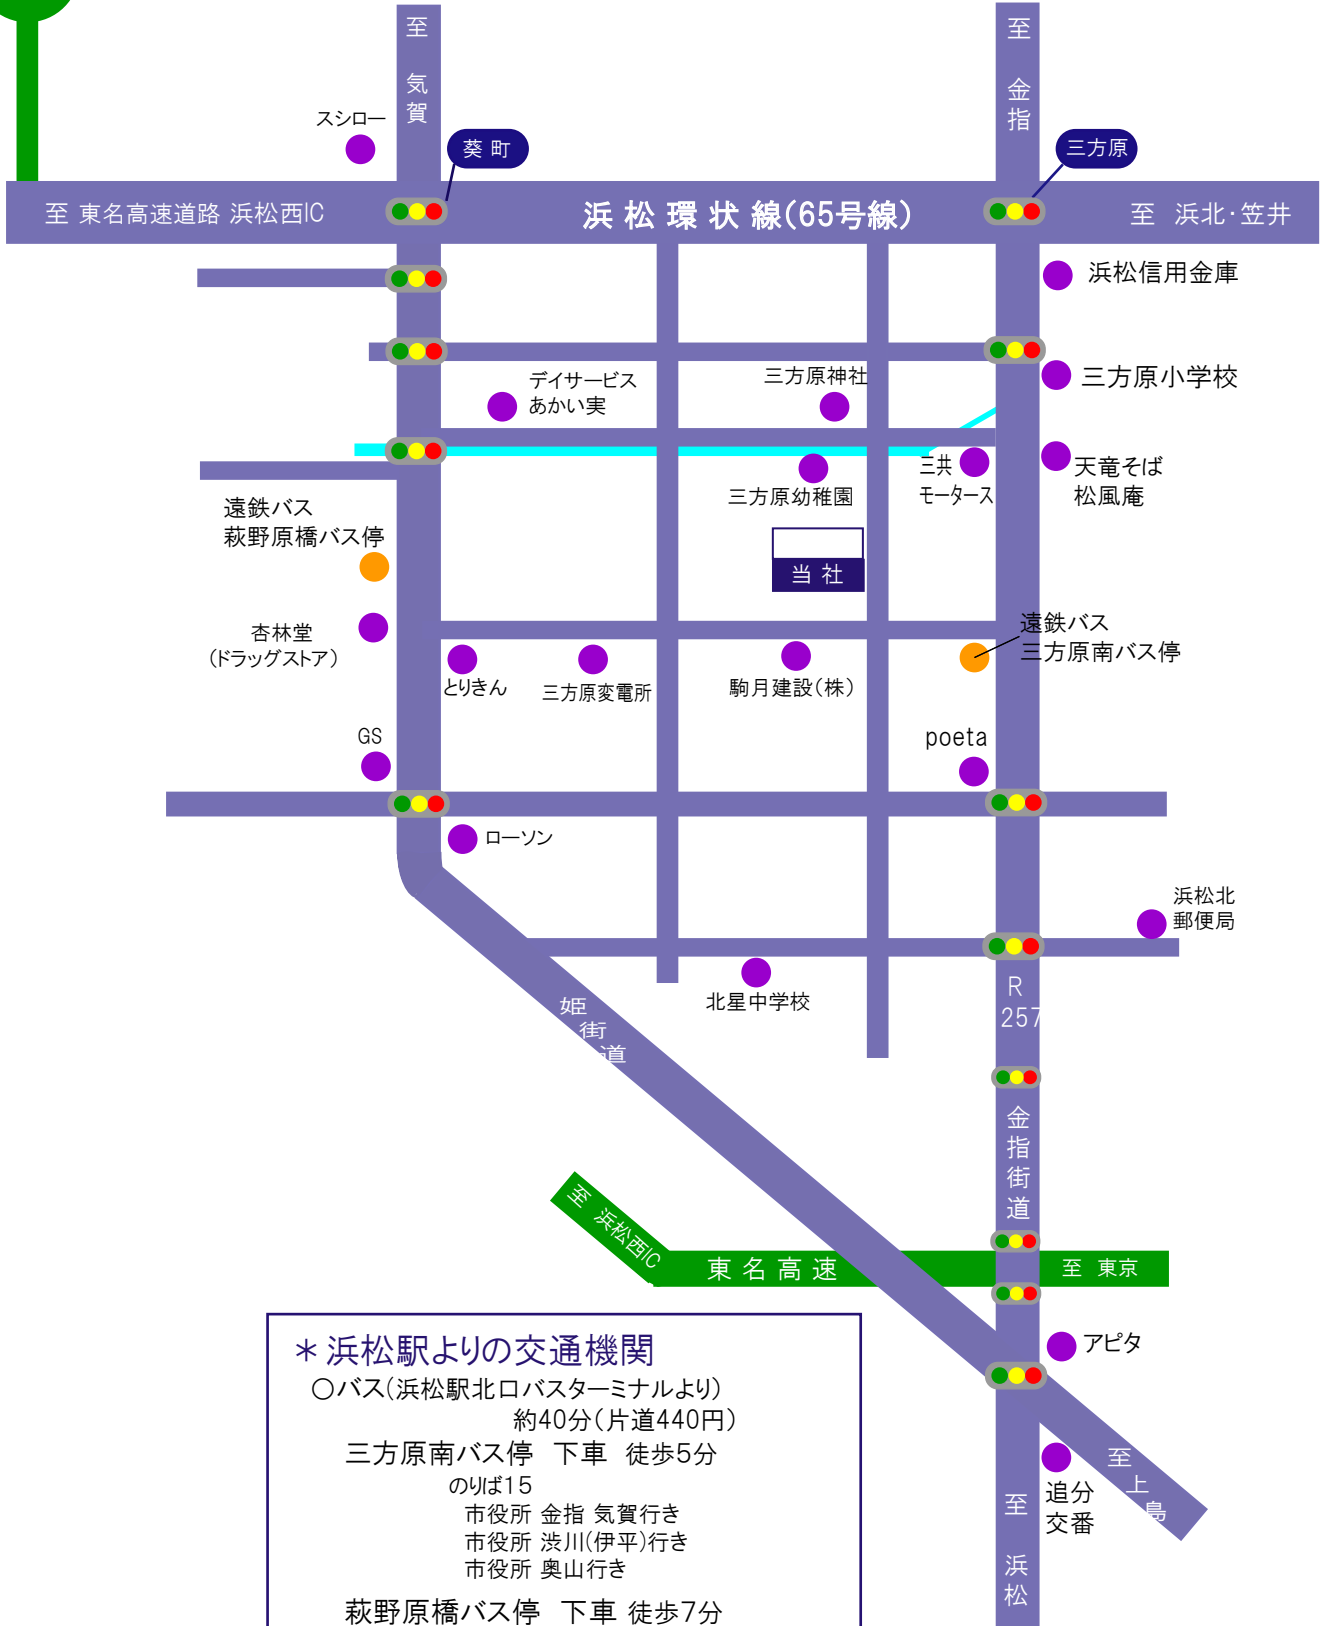 至 気賀
至 金指
スシロー
葵 町
三方原
至 東名高速道路 浜松西IC
浜 松 環 状 線(65号線)
至 浜北・笠井
浜松信用金庫
デイサービス
あかい実
三方原神社
三方原小学校
三共
モータース
天竜そば
松風庵
三方原幼稚園
遠鉄バス
萩野原橋バス停
当 社
杏林堂
(ドラッグストア)
遠鉄バス
三方原南バス停
とりきん
三方原変電所
駒月建設(株)
GS
poeta
ローソン
浜松北
郵便局
北星中学校
R
257
姫街道
金指街道
至 浜松西IC
東 名 高 速
至 東京
アピタ
追分
交番
至上島
至 浜松
＊浜松駅よりの交通機関
○バス(浜松駅北口バスターミナルより)
約40分(片道440円)
三方原南バス停 下車 徒歩5分
のりば15
市役所 金指 気賀行き
市役所 渋川(伊平)行き
市役所 奥山行き
萩野原橋バス停 下車 徒歩7分